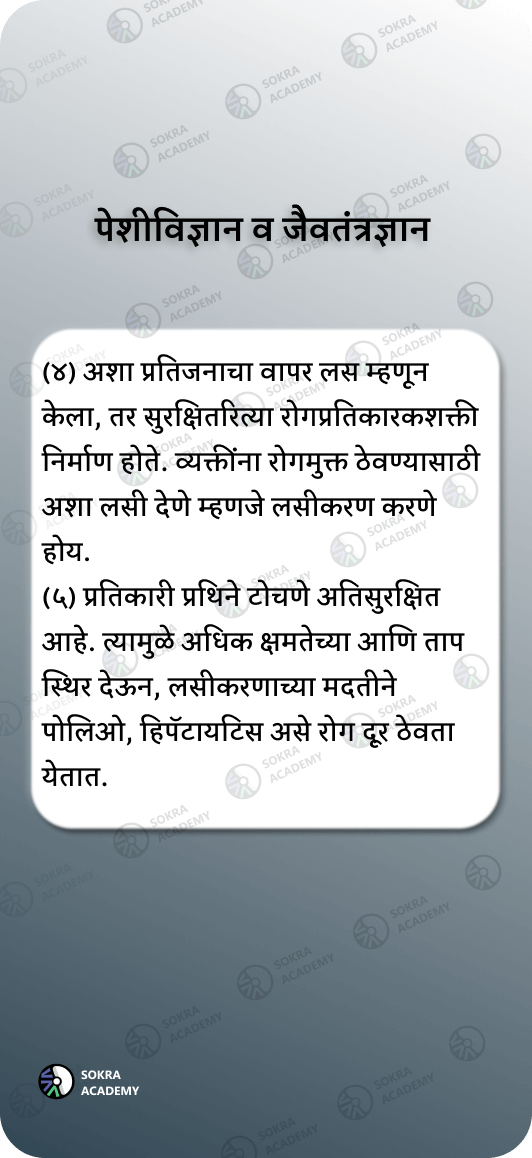 पेशीविज्ञान व जैवतंत्रज्ञान
(४) अशा प्रतिजनाचा वापर लस म्हणून
केला, तर सुरक्षितरित्या रोगप्रतिकारकशक्ती
निर्माण होते. व्यक्तींना रोगमुक्त ठेवण्यासाठी
अशा लसी देणे म्हणजे लसीकरण करणे
होय.
(५) प्रतिकारी प्रथिने टोचणे अतिसुरक्षित
आहे. त्यामुळे अधिक क्षमतेच्या आणि ताप
स्थिर देऊन, लसीकरणाच्या मदतीने
पोलिओ, हिपॅटायटिस असे रोग दूर ठेवता
येतात.
SOKRA
ACADEMY